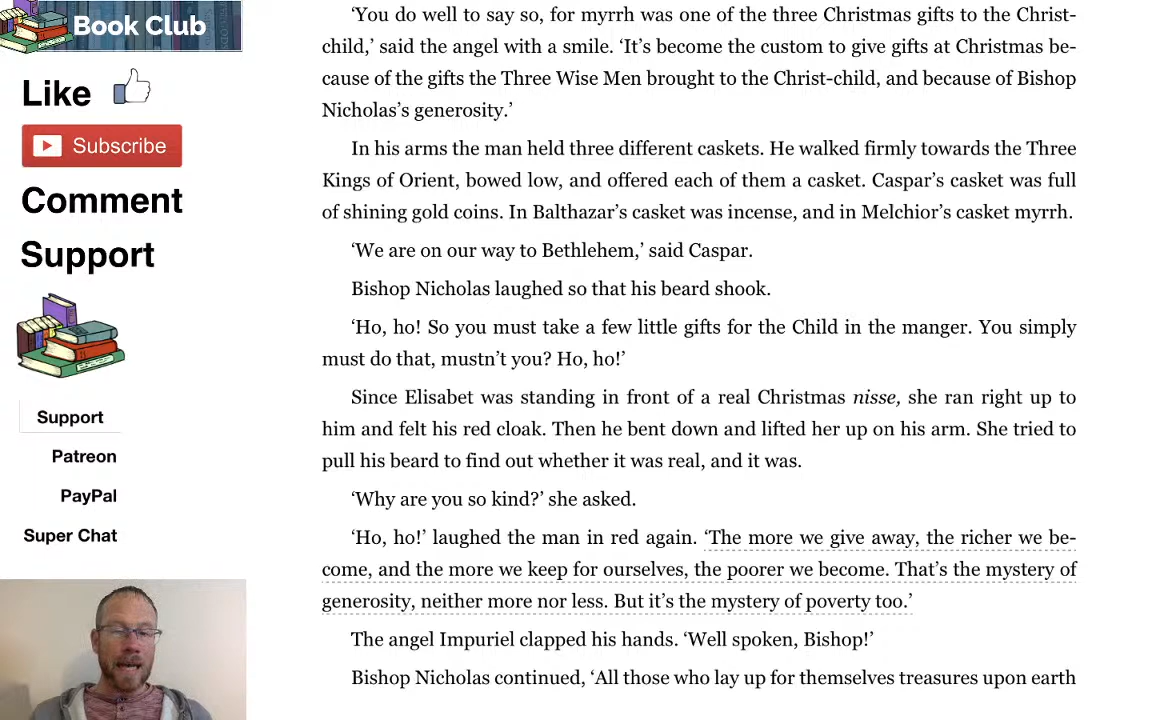 Book Club
Like
Subscribe
Comment
Support
Support
Patreon
PayPal
Super Chat
‘You do well to say so, for myrrh was one of the three Christmas gifts to the Christ-
child,’ said the angel with a smile. ‘It’s become the custom to give gifts at Christmas be-
cause of the gifts the Three Wise Men brought to the Christ-child, and because of Bishop
Nicholas’s generosity.’
In his arms the man held three different caskets. He walked firmly towards the Three
Kings of Orient, bowed low, and offered each of them a casket. Caspar’s casket was full
of shining gold coins. In Balthazar’s casket was incense, and in Melchior’s casket myrrh.
‘We are on our way to Bethlehem,’ said Caspar.
Bishop Nicholas laughed so that his beard shook.
‘Ho, ho! So you must take a few little gifts for the Child in the manger. You simply
must do that, mustn’t you? Ho, ho!’
Since Elisabet was standing in front of a real Christmas nisse, she ran right up to
him and felt his red cloak. Then he bent down and lifted her up on his arm. She tried to
pull his beard to find out whether it was real, and it was.
‘Why are you so kind?’ she asked.
‘Ho, ho!’ laughed the man in red again. ‘The more we give away, the richer we be-
come, and the more we keep for ourselves, the poorer we become. That’s the mystery of
generosity, neither more nor less. But it’s the mystery of poverty too.’
The angel Impuriel clapped his hands. ‘Well spoken, Bishop!’
Bishop Nicholas continued, ‘All those who lay up for themselves treasures upon earth